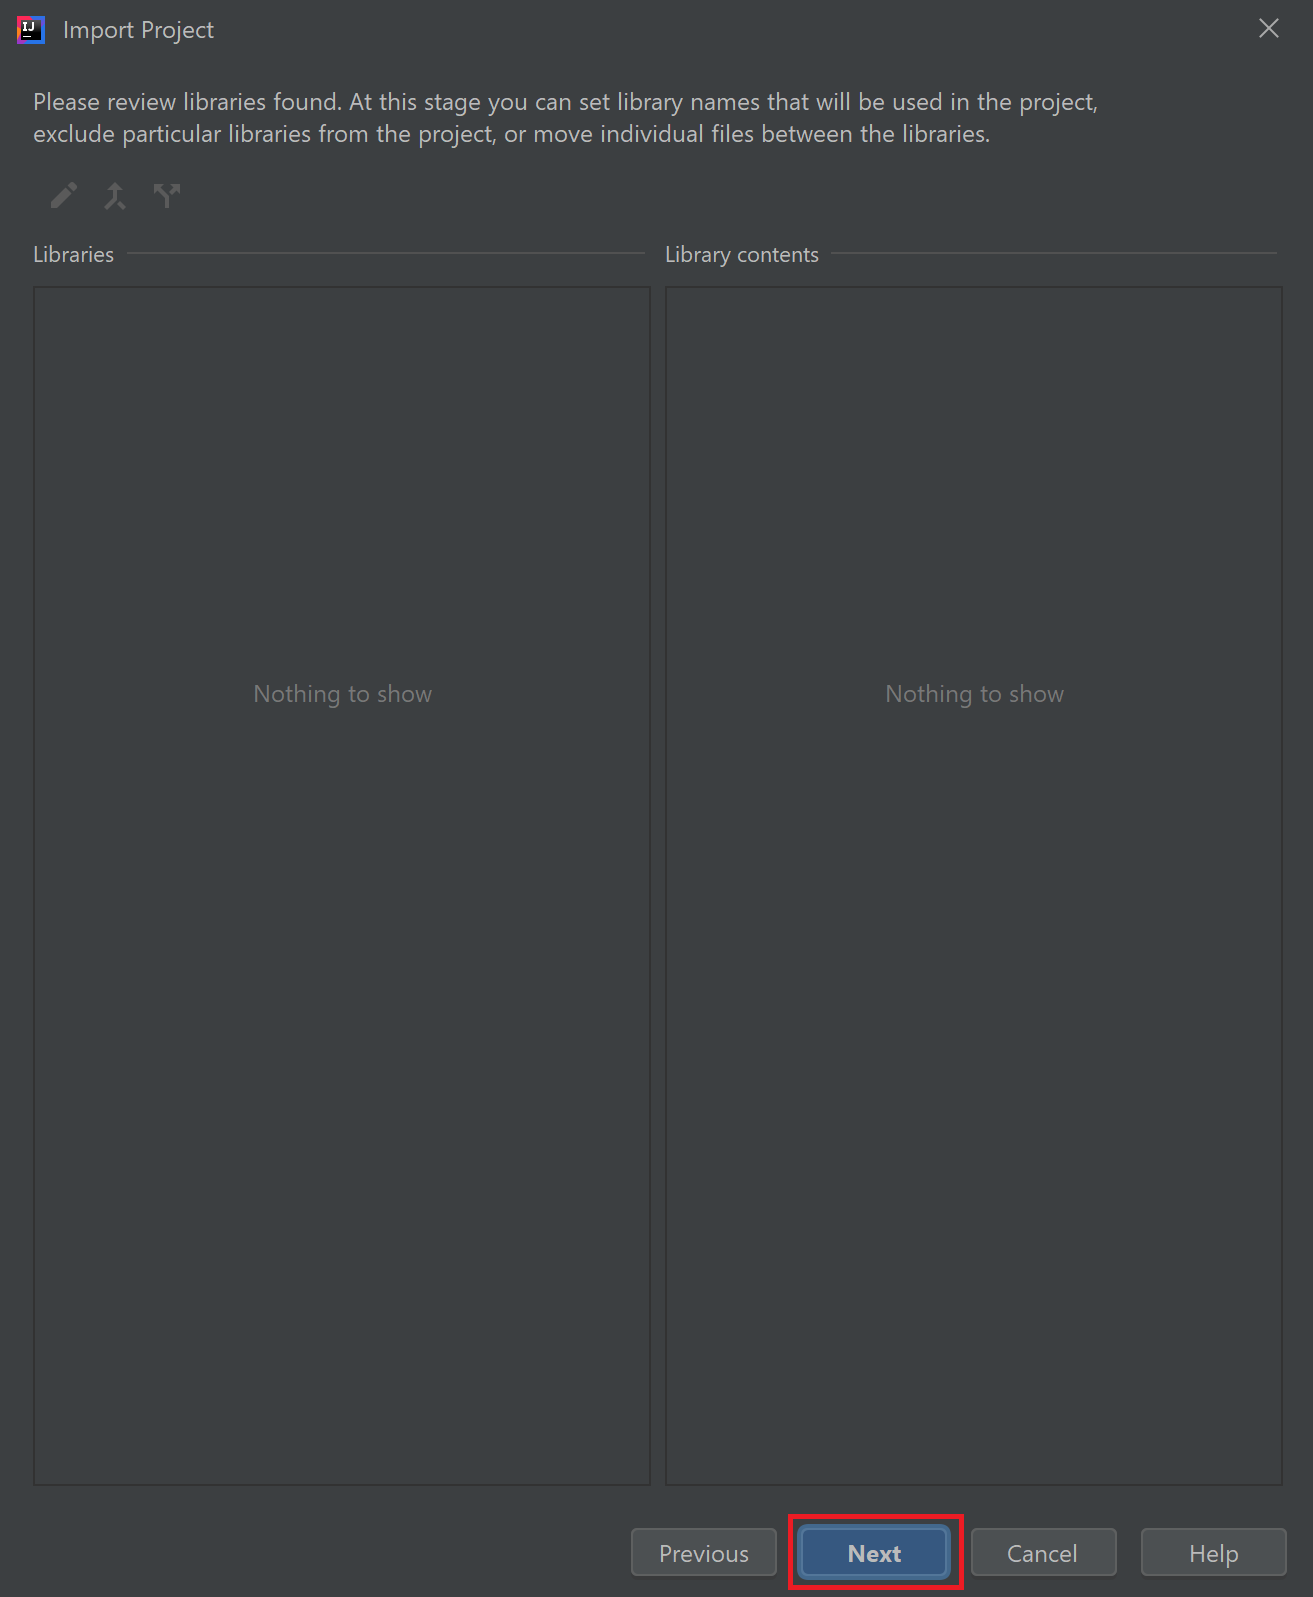 IJ
Import Project
Please review libraries found. At this stage you can set library names that will be used in the project,
exclude particular libraries from the project, or move individual files between the libraries.
Libraries
Library contents
Nothing to show
Nothing to show
Previous
Next
Cancel
Help